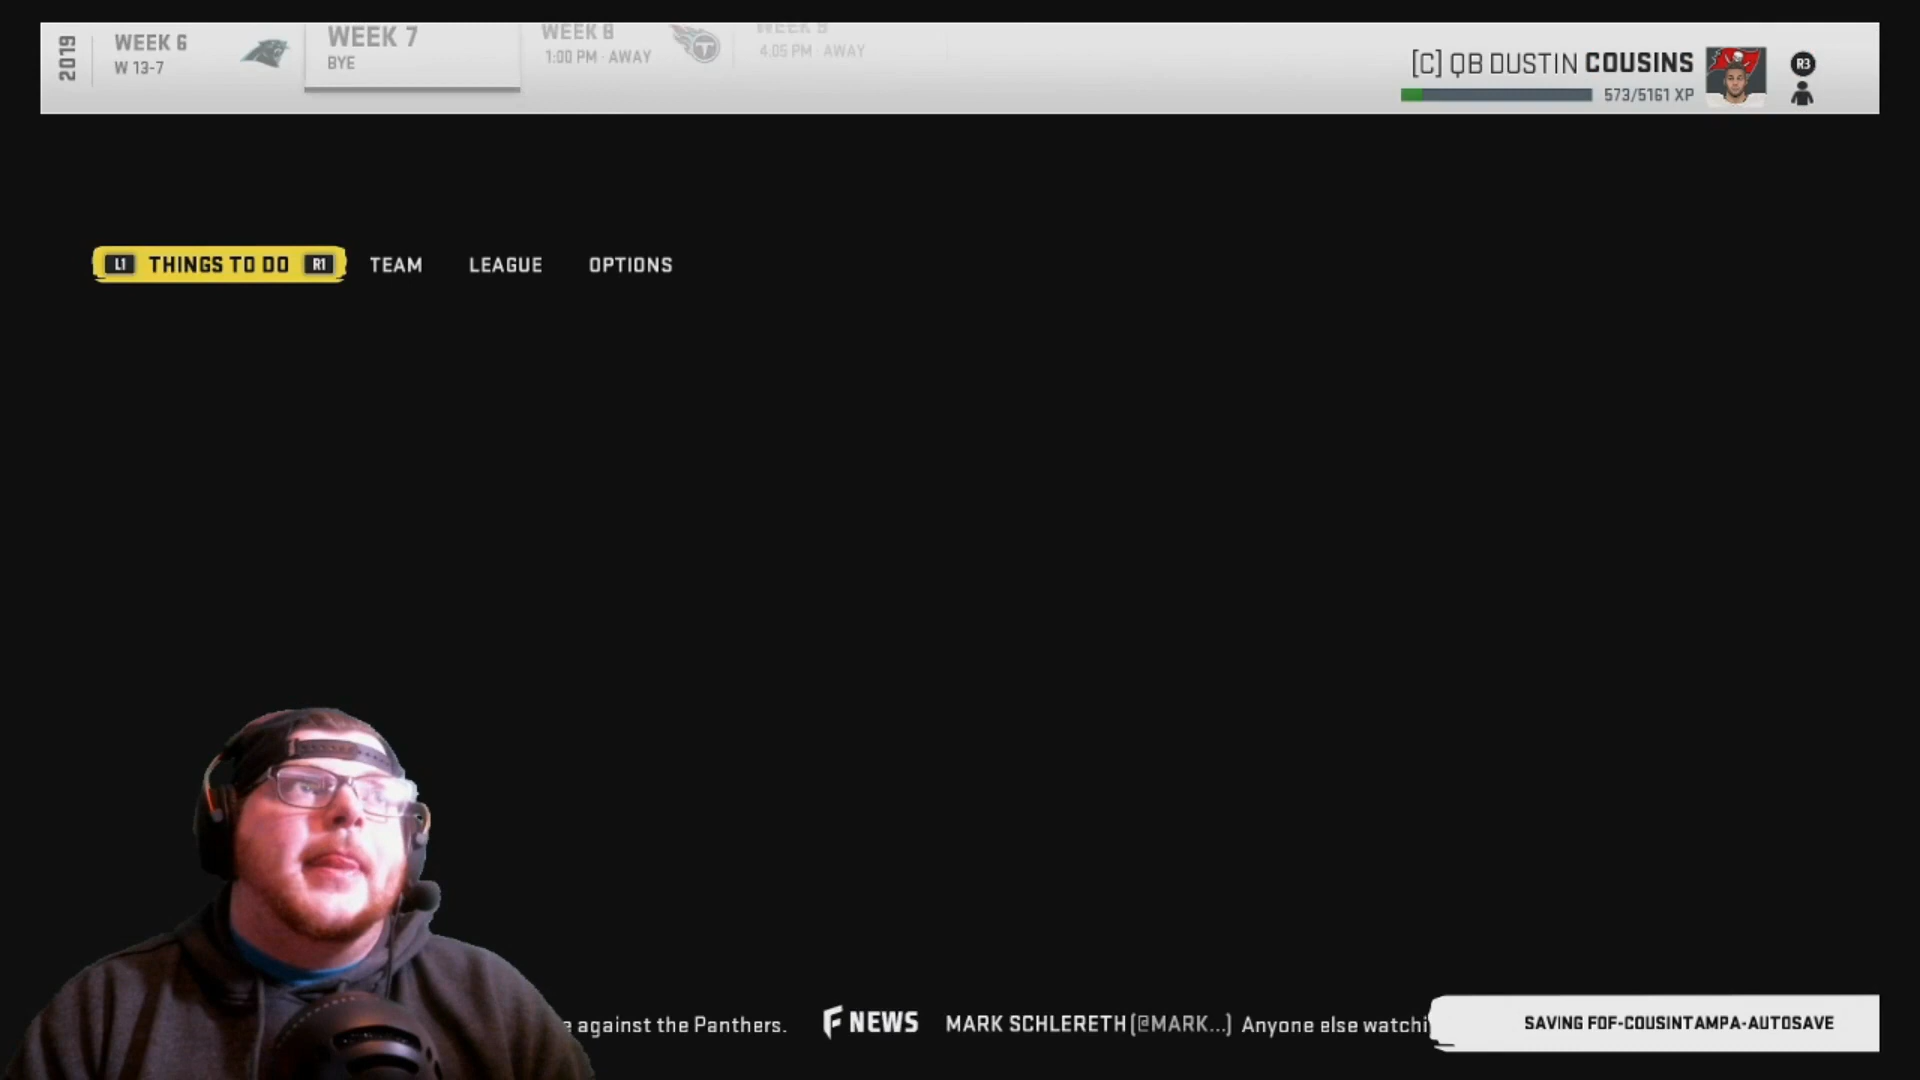 2019
WEEK 6
W 13-7
WEEK 7
BYE
WEEK 8
1:00 PM · AWAY
WEEK 9
4:05 PM · AWAY
[C] QB DUSTIN COUSINS
573/5161 XP
R3
L1 THINGS TO DO R1 TEAM LEAGUE OPTIONS
against the Panthers. F NEWS MARK SCHLERETH (@MARK...) Anyone else watchi
SAVING FOF-COUSINTAMPA-AUTOSAVE